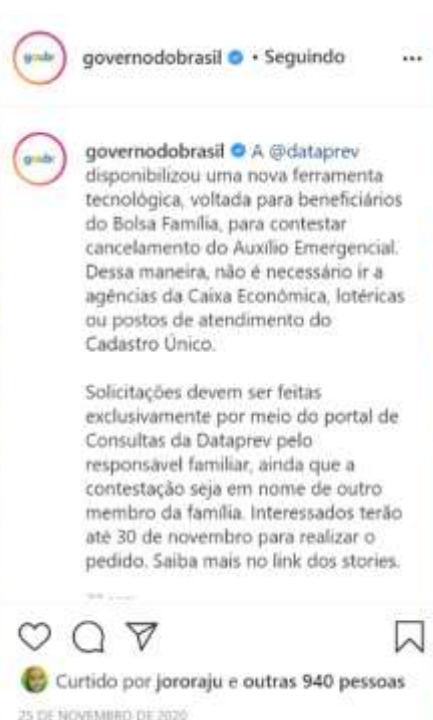 governodobrasil • Seguindo
governodobrasil A @dataprev
disponibilizou uma nova ferramenta
tecnológica, voltada para beneficiários
do Bolsa Família, para contestar
cancelamento do Auxílio Emergencial.
Dessa maneira, não é necessário ir a
agências da Caixa Econômica, lotéricas
ou postos de atendimento do
Cadastro Único.
Solicitações devem ser feitas
exclusivamente por meio do portal de
Consultas da Dataprev pelo
responsável familiar, ainda que a
contestação seja em nome de outro
membro da família. Interessados terão
até 30 de novembro para realizar o
pedido. Saiba mais no link dos stories.
Curtido por jororaju e outras 940 pessoas
25 DE NOVEMBRO DE 2020